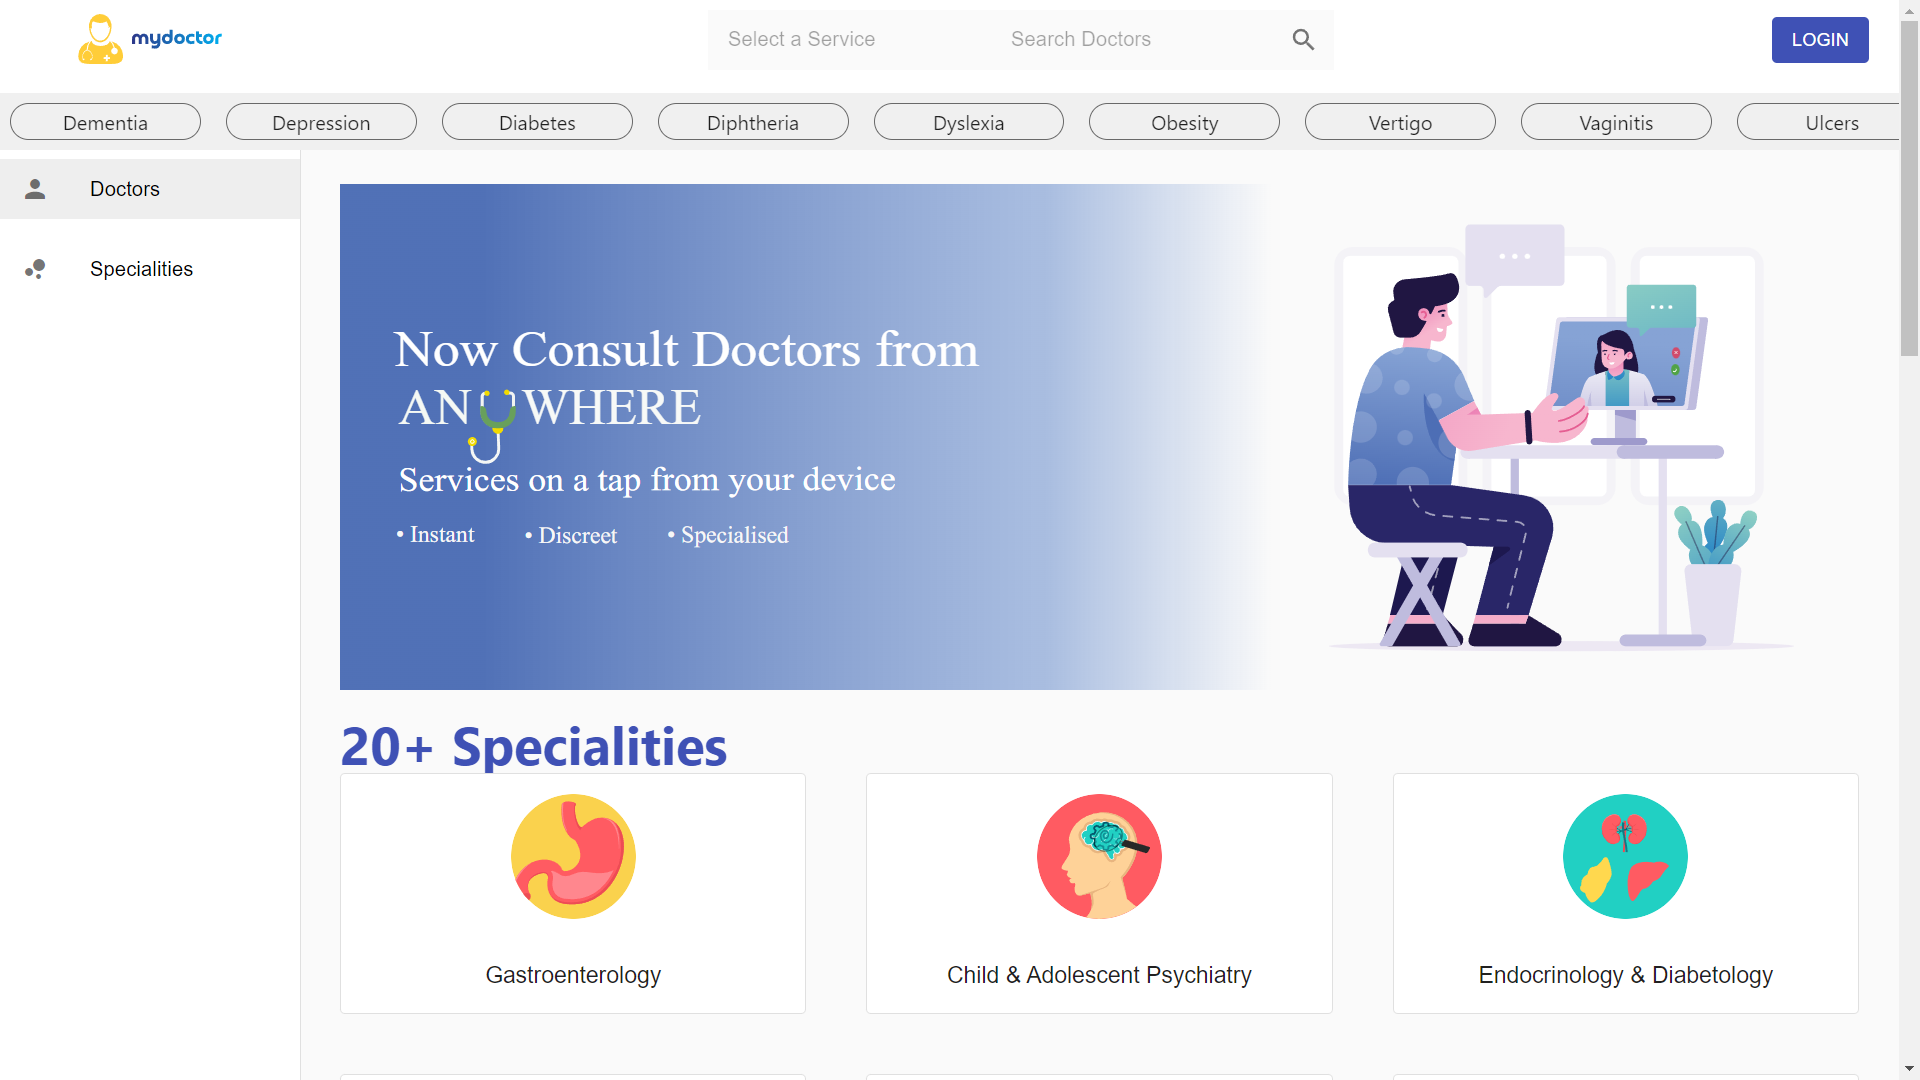 mydoctor
Select a Service
Search Doctors
LOGIN
Dementia
Depression
Diabetes
Diphtheria
Dyslexia
Obesity
Vertigo
Vaginitis
Ulcers
Doctors
Specialities
Now Consult Doctors from
ANYWHERE
Services on a tap from your device
• Instant
• Discreet
• Specialised
20+ Specialities
Gastroenterology
Child & Adolescent Psychiatry
Endocrinology & Diabetology